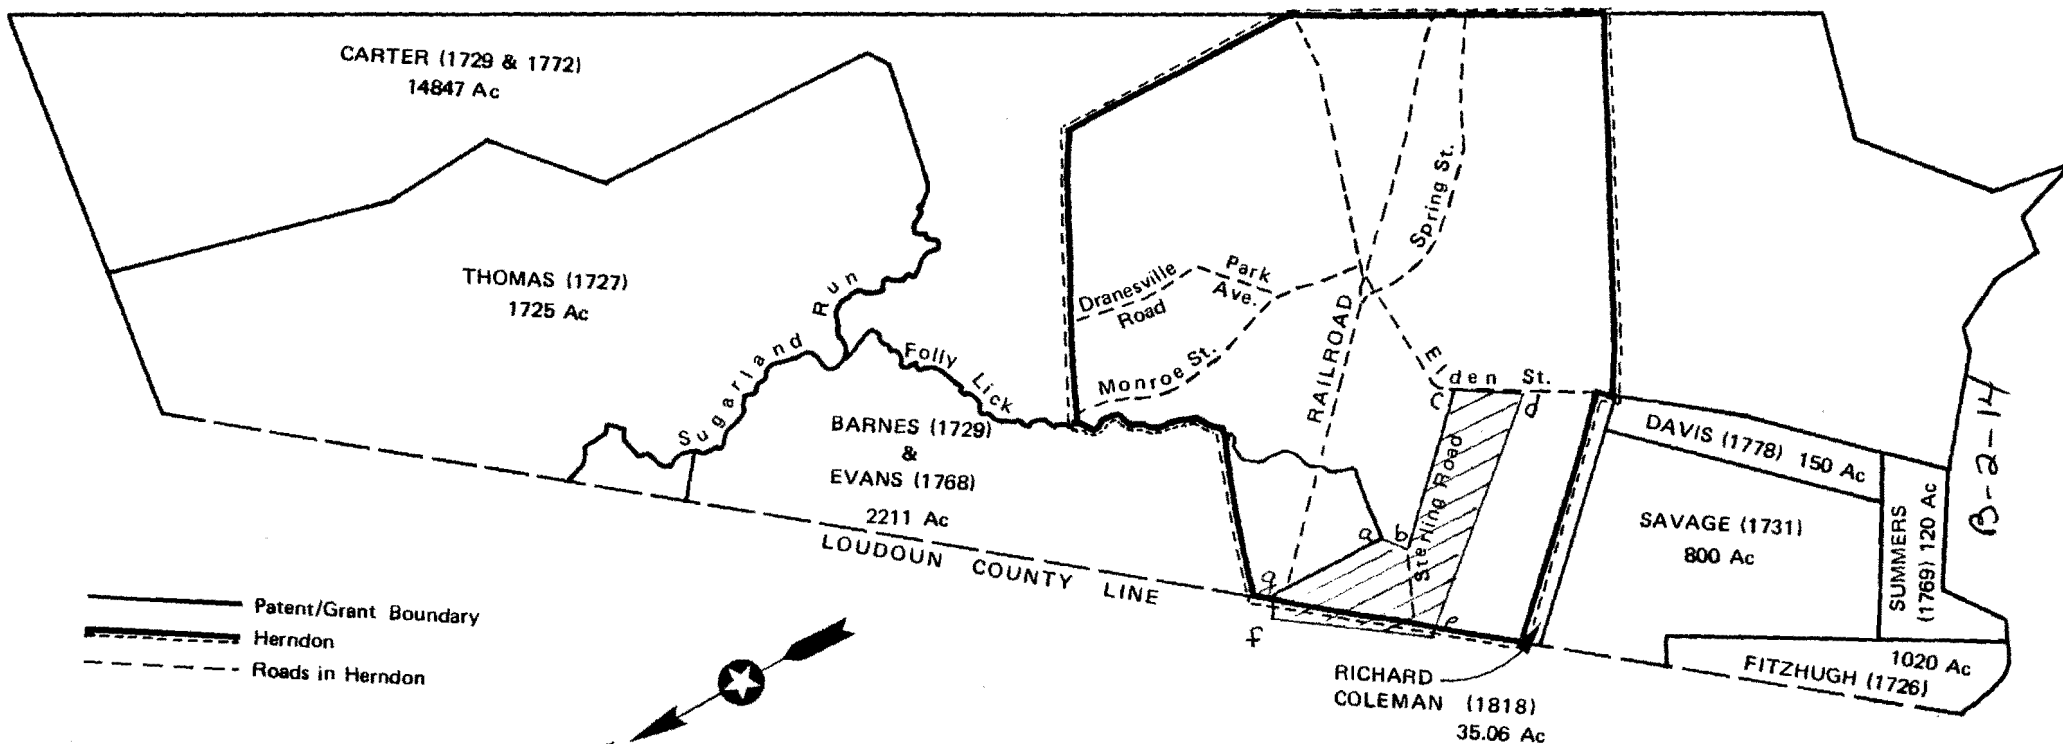 CARTER (1729 & 1772)
14847 Ac
THOMAS (1727)
1725 Ac
Sugarland Run
Folly Lick
BARNES (1729)
&
EVANS (1768)
2211 Ac
LOUDOUN COUNTY LINE
Dranesville
Road
Park
Ave.
Monroe St.
RAILROAD
Spring St.
Elden St.
c
d
Sterling Road
a
b
g
f
e
DAVIS (1778) 150 Ac
SAVAGE (1731)
800 Ac
SUMMERS
(1769) 120 Ac
B-2-14
1020 Ac
FITZHUGH (1726)
RICHARD
COLEMAN (1818)
35.06 Ac
Patent/Grant Boundary
Herndon
Roads in Herndon